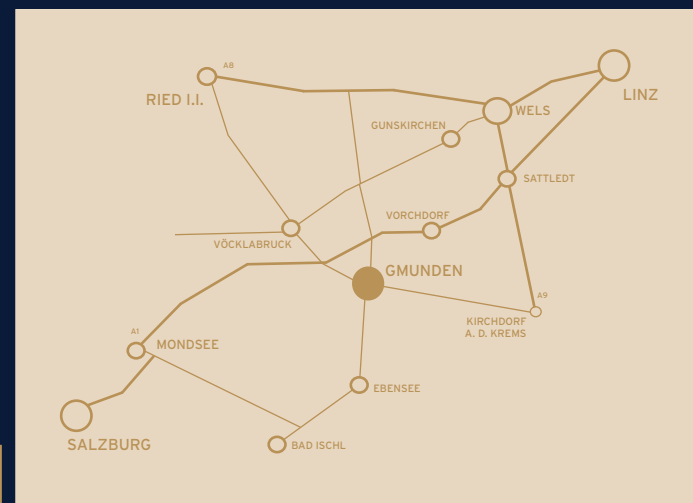 A8
RIED I.I.
LINZ
WELS
GUNSKIRCHEN
SATTLEDT
VORCHDORF
VÖCKLABRUCK
GMUNDEN
A9
KIRCHDORF
A. D. KREMS
A1
MONDSEE
EBENSEE
SALZBURG
BAD ISCHL